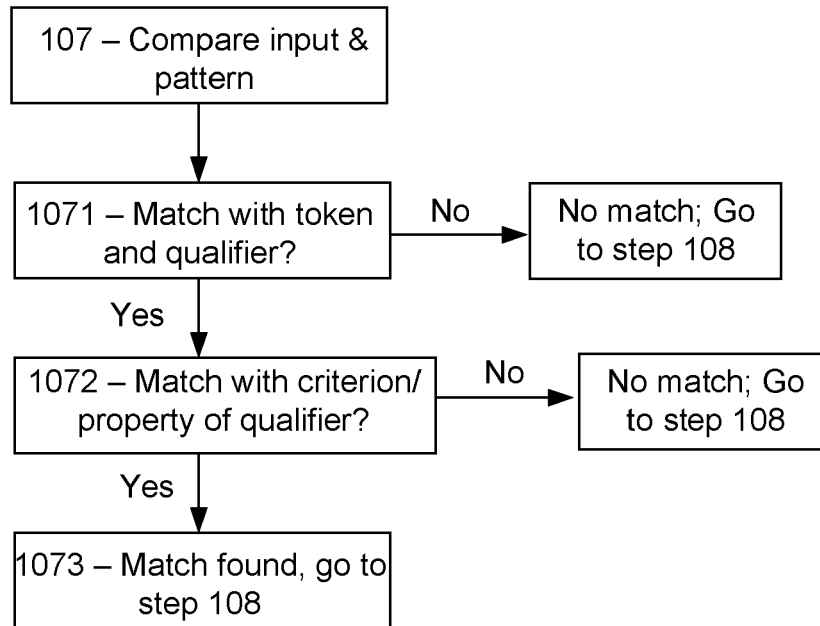 107 – Compare input &
pattern
1071 – Match with token
and qualifier?
No
No match; Go
to step 108
Yes
1072 – Match with criterion/
property of qualifier?
No
No match; Go
to step 108
Yes
1073 – Match found, go to
step 108